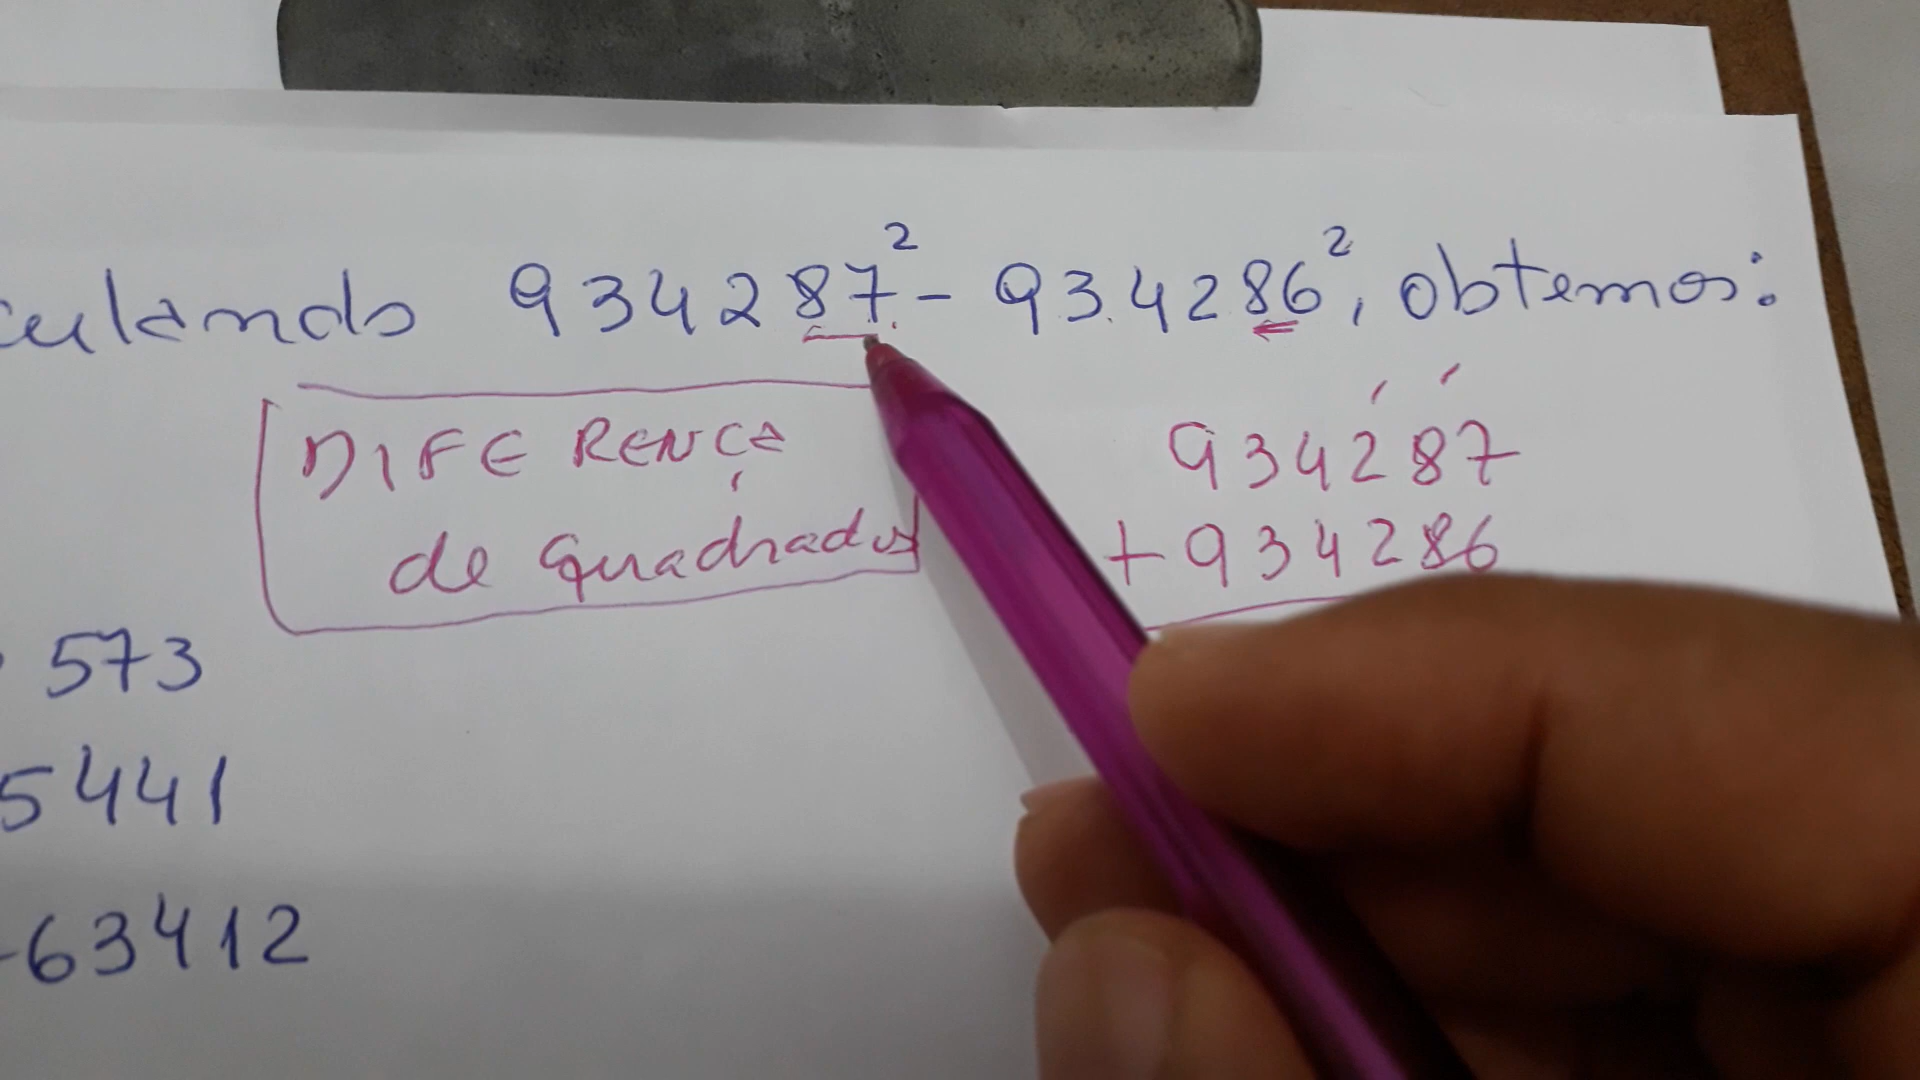 culando 934287² - 934286², obtemos:
DIFERENÇA
de quadrados
934287
+934286
573
5441
63412